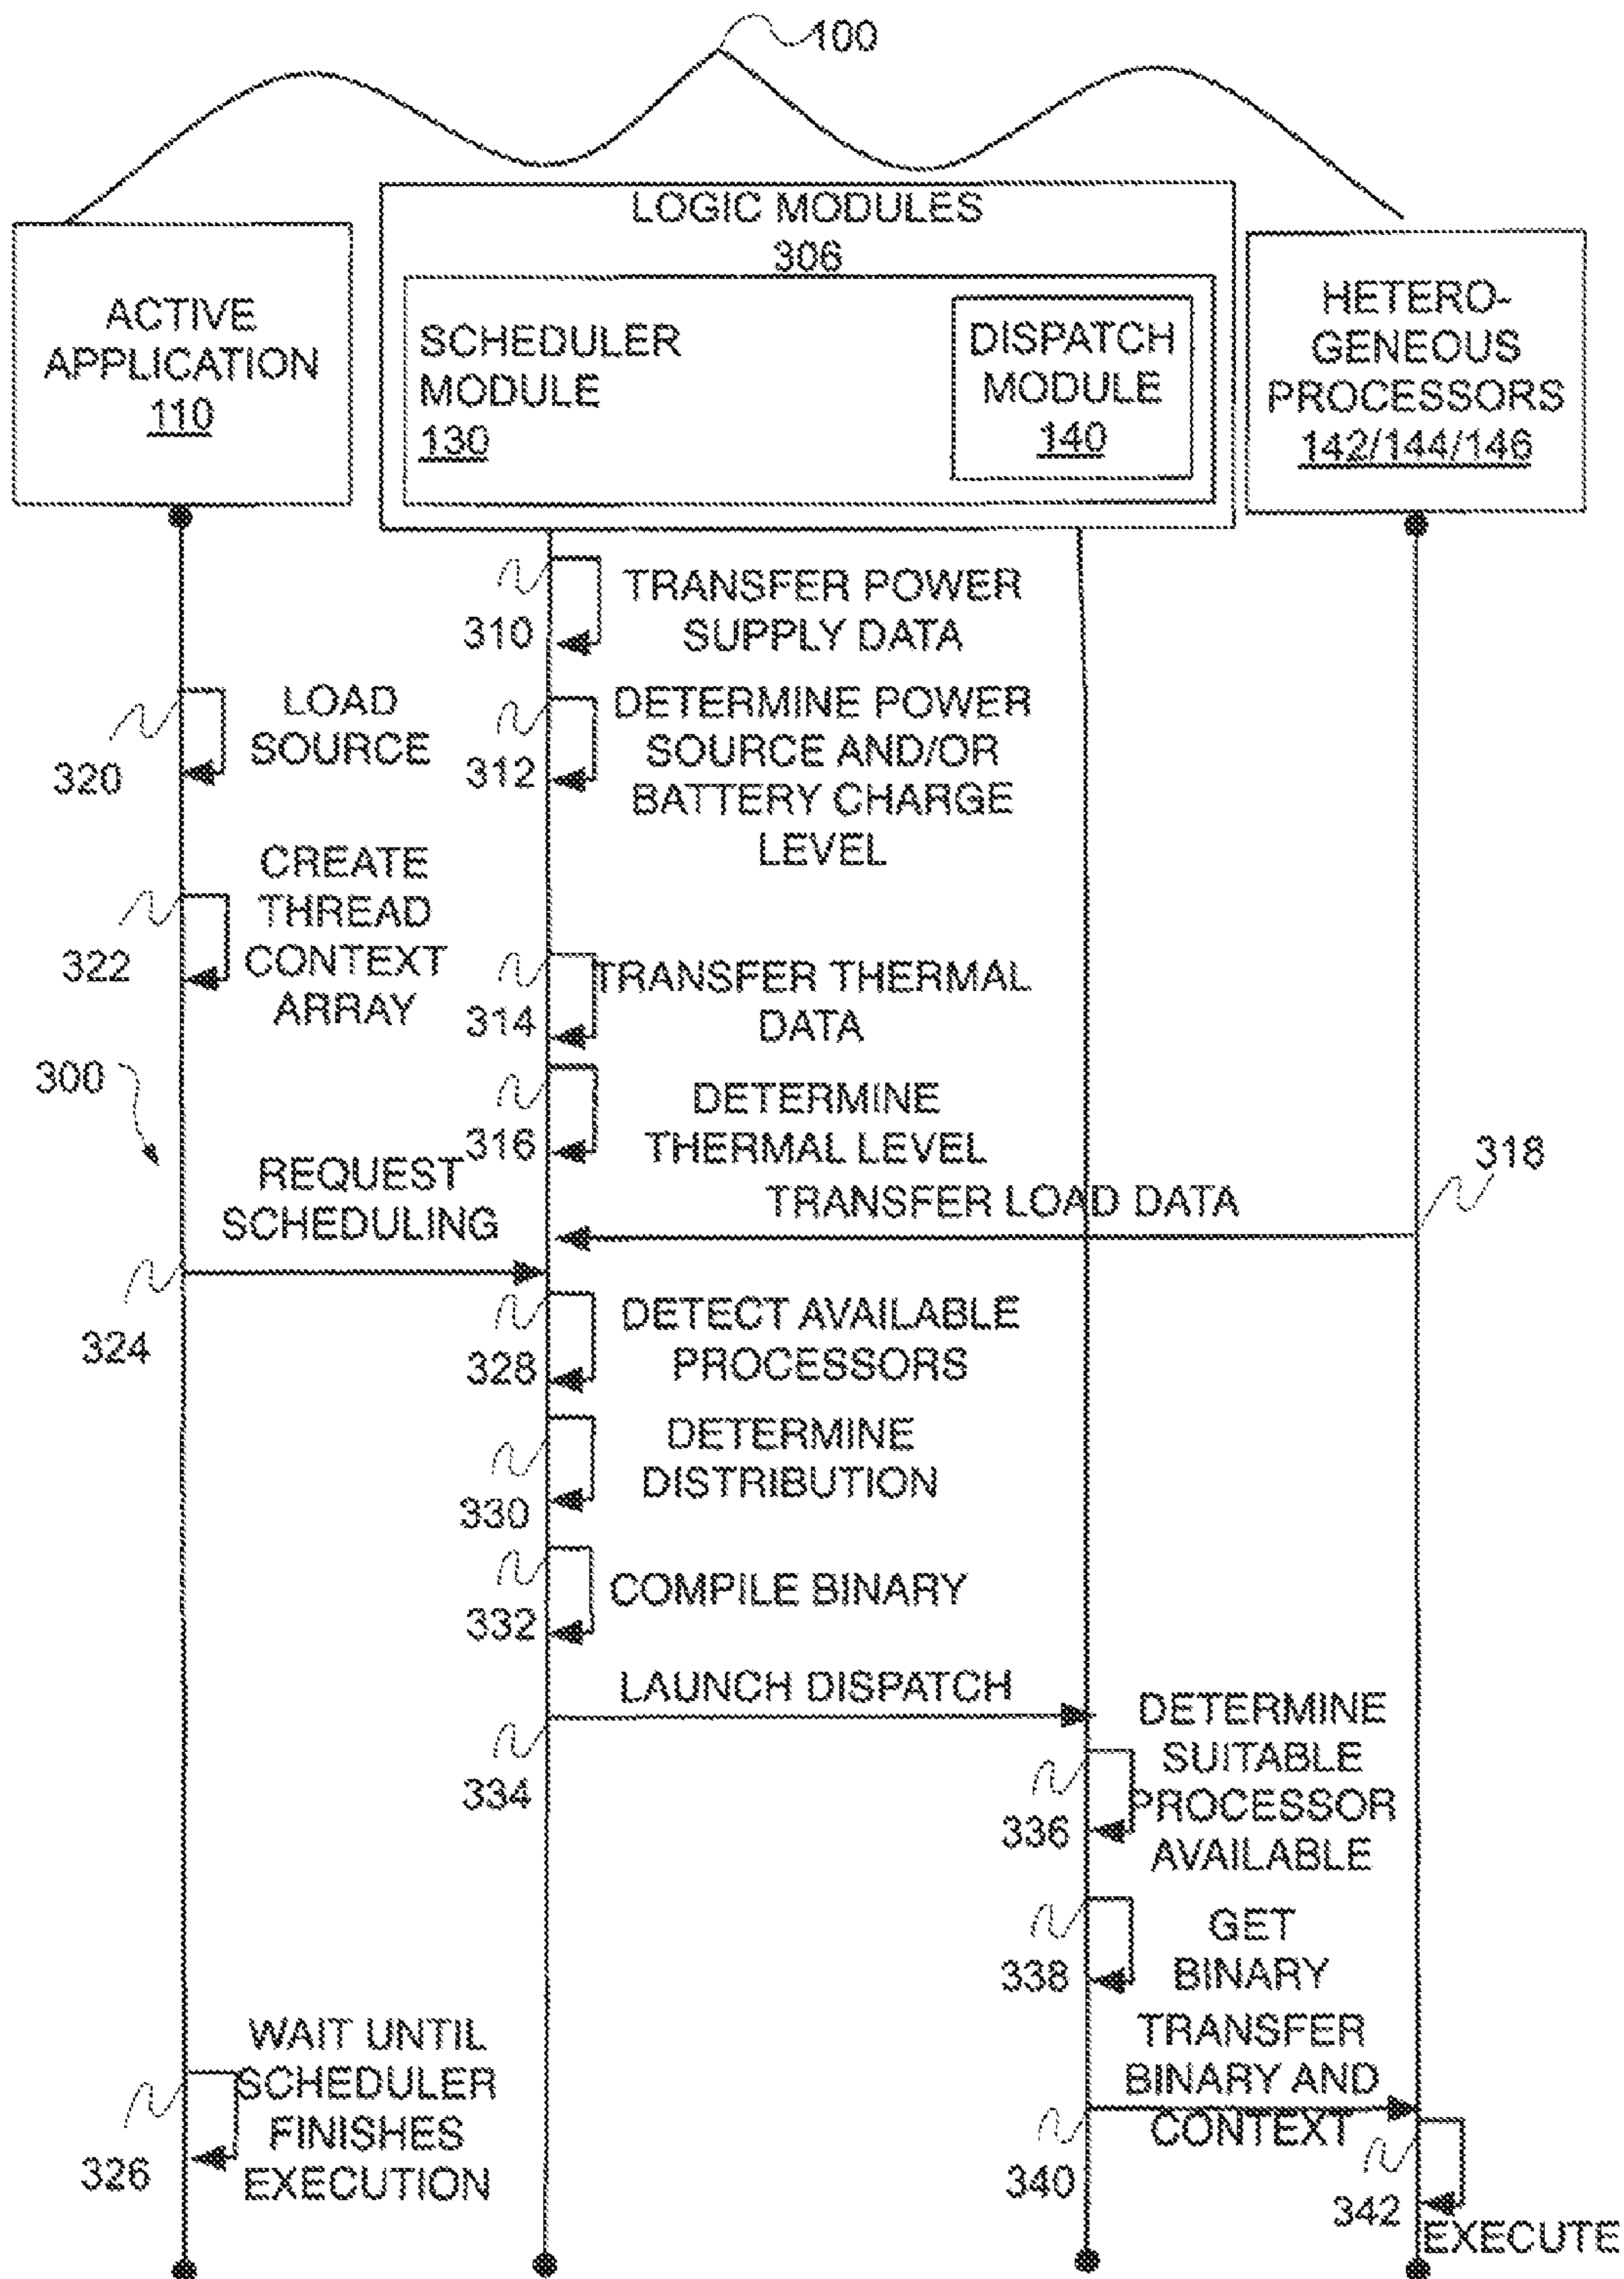 100
LOGIC MODULES
306
ACTIVE
APPLICATION
110
SCHEDULER
MODULE
130
DISPATCH
MODULE
140
HETERO-
GENEOUS
PROCESSORS
142/144/146
310
TRANSFER POWER
SUPPLY DATA
320
LOAD
SOURCE
312
DETERMINE POWER
SOURCE AND/OR
BATTERY CHARGE
LEVEL
322
CREATE
THREAD
CONTEXT
ARRAY
314
TRANSFER THERMAL
DATA
300
316
DETERMINE
THERMAL LEVEL
318
REQUEST
SCHEDULING
TRANSFER LOAD DATA
324
328
DETECT AVAILABLE
PROCESSORS
330
DETERMINE
DISTRIBUTION
332
COMPILE BINARY
LAUNCH DISPATCH
334
336
DETERMINE
SUITABLE
PROCESSOR
AVAILABLE
338
GET
BINARY
326
WAIT UNTIL
SCHEDULER
FINISHES
EXECUTION
TRANSFER
BINARY AND
CONTEXT
340
342
EXECUTE